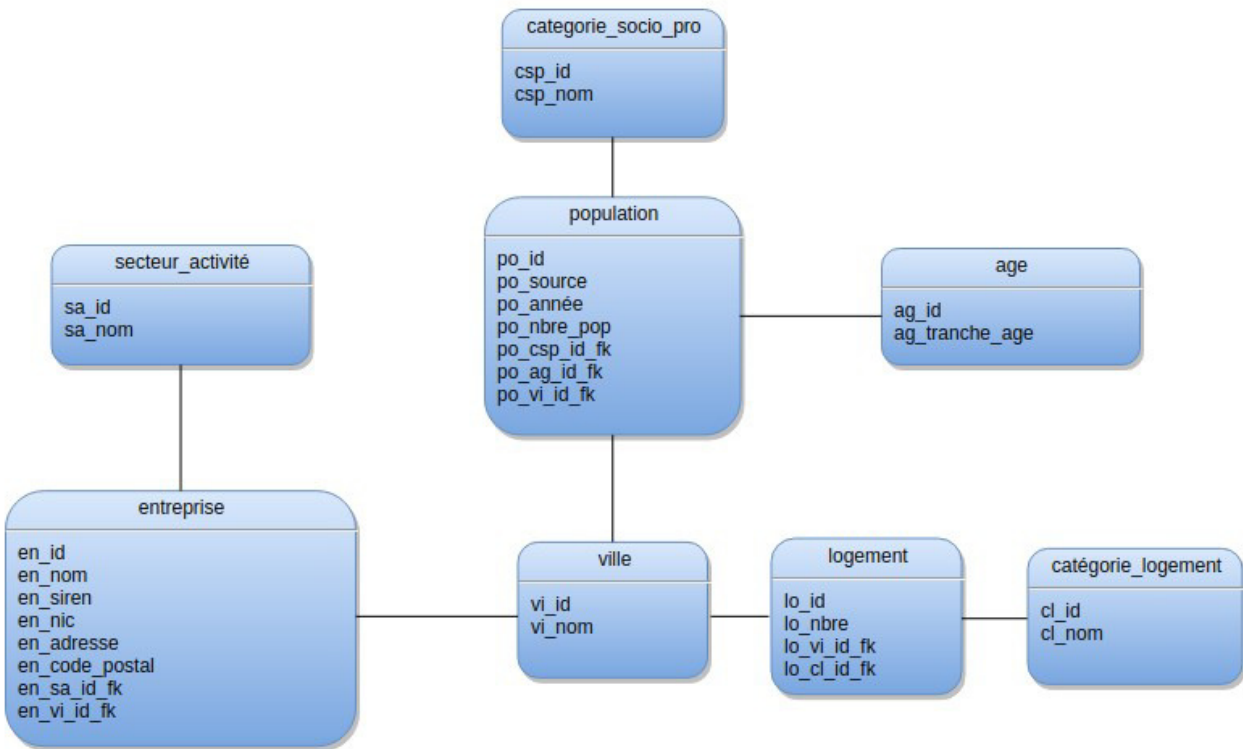 categorie_socio_pro
csp_id
csp_nom
population
po_id
po_source
po_année
po_nbre_pop
po_csp_id_fk
po_ag_id_fk
po_vi_id_fk
secteur_activité
sa_id
sa_nom
age
ag_id
ag_tranche_age
entreprise
en_id
en_nom
en_siren
en_nic
en_adresse
en_code_postal
en_sa_id_fk
en_vi_id_fk
ville
vi_id
vi_nom
logement
lo_id
lo_nbre
lo_vi_id_fk
lo_cl_id_fk
catégorie_logement
cl_id
cl_nom